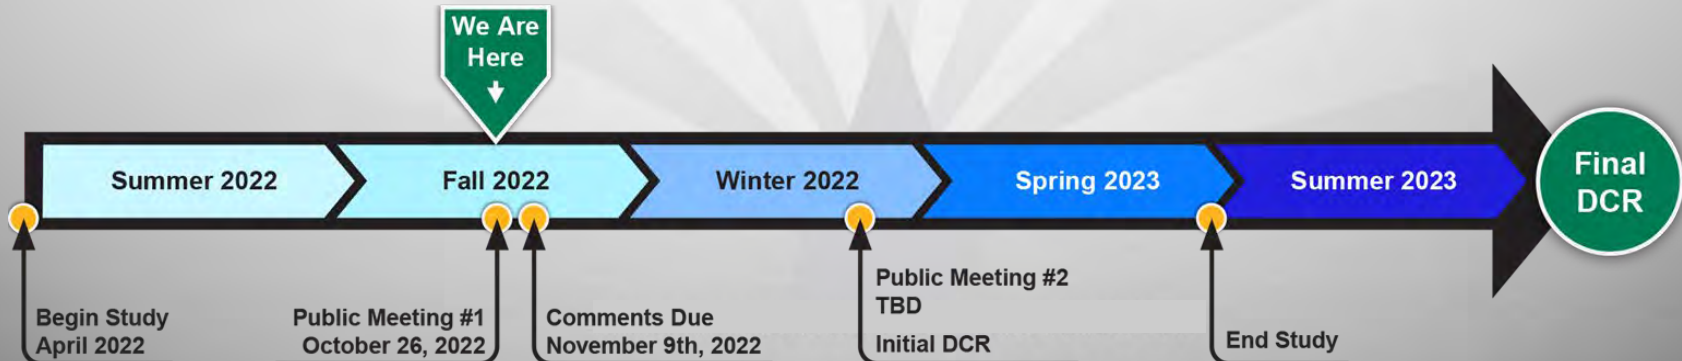 We Are
Here
Summer 2022
Fall 2022
Winter 2022
Spring 2023
Summer 2023
Final
DCR
Begin Study
April 2022
Public Meeting #1
October 26, 2022
Comments Due
November 9th, 2022
Public Meeting #2
TBD
Initial DCR
End Study